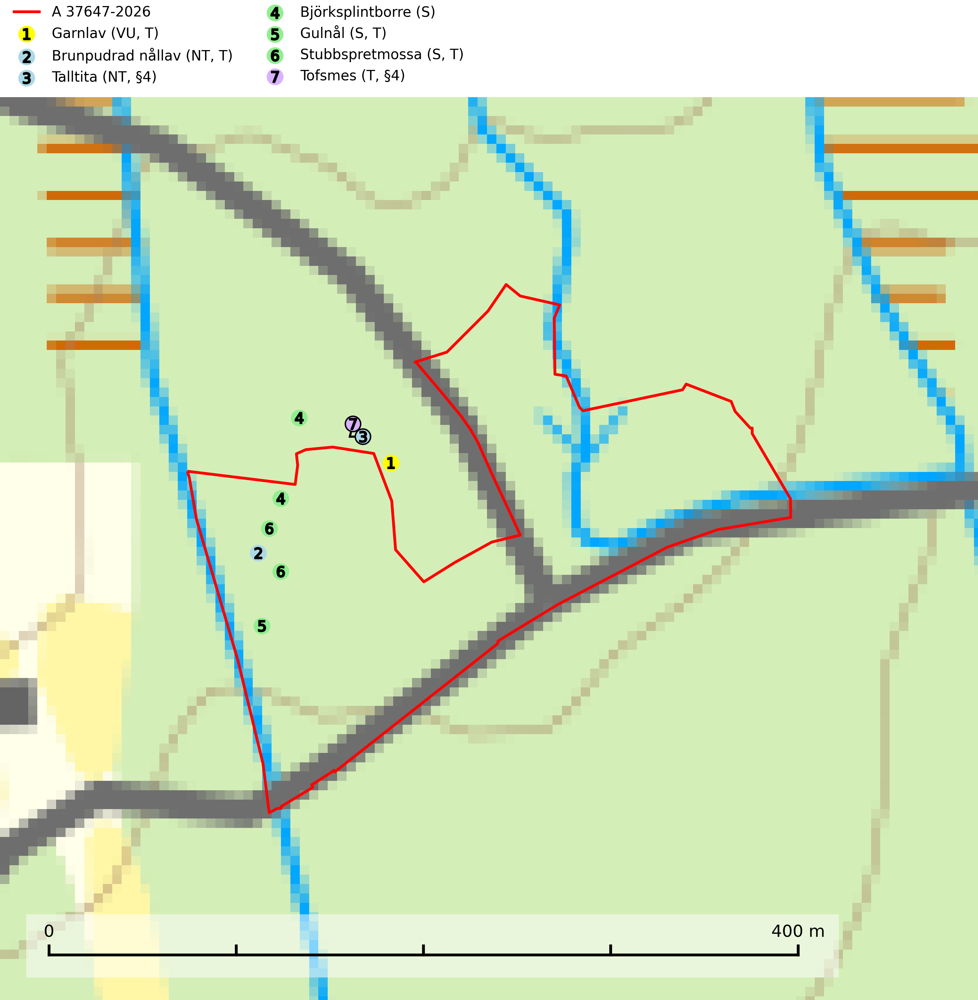 A 37647-2026
1 Garnlav (VU, T)
2 Brunpudrad nållav (NT, T)
3 Talltita (NT, §4)
4 Björksplintborre (S)
5 Gulnål (S, T)
6 Stubbspretmossa (S, T)
7 Tofsmes (T, §4)
4
7
3
1
4
6
2
6
5
0 400 m